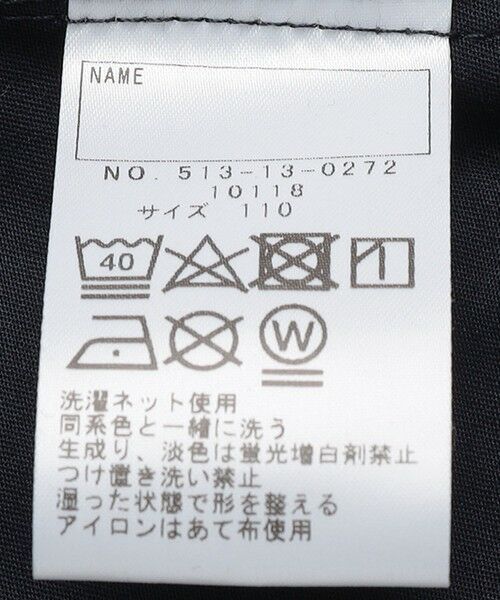 NAME
NO. 513-13-0272
10118
サイズ 110
40
W
洗濯ネット使用
同系色と一緒に洗う
生成り、淡色は蛍光増白剤禁止
つけ置き洗い禁止
湿った状態で形を整える
アイロンはあて布使用